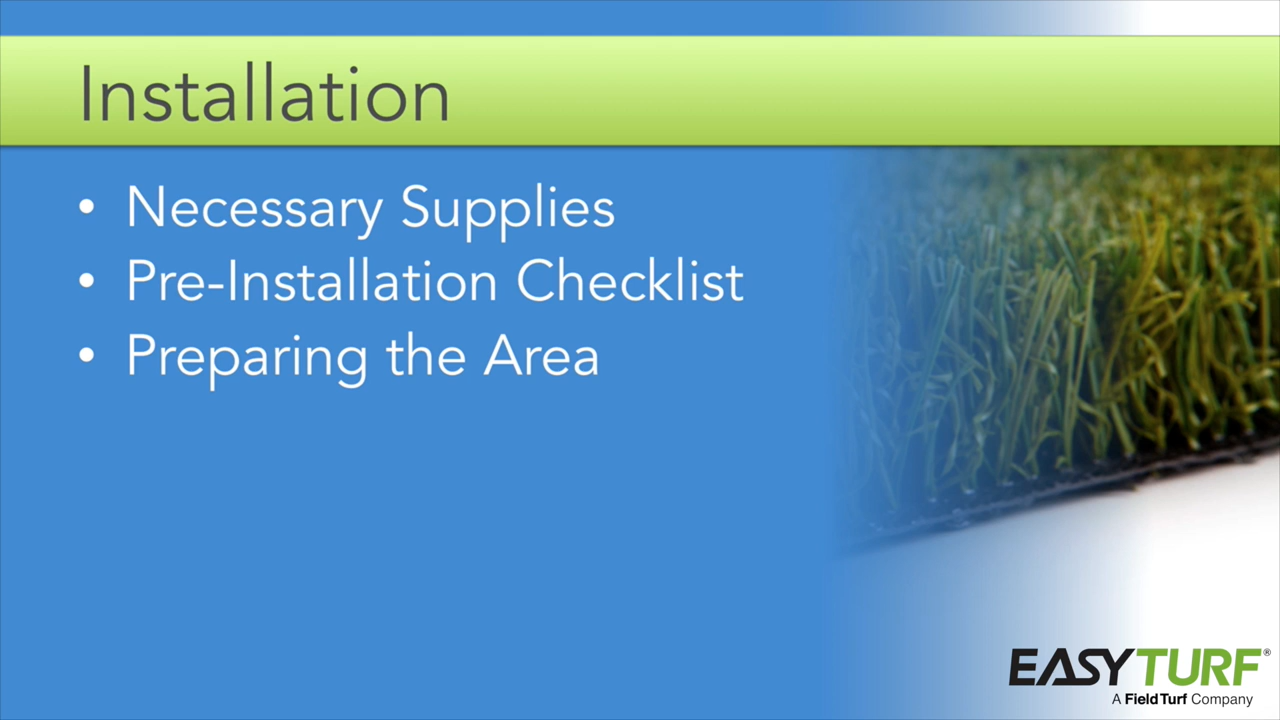 Installation
• Necessary Supplies
• Pre-Installation Checklist
• Preparing the Area
EASYTURF®
A FieldTurf Company